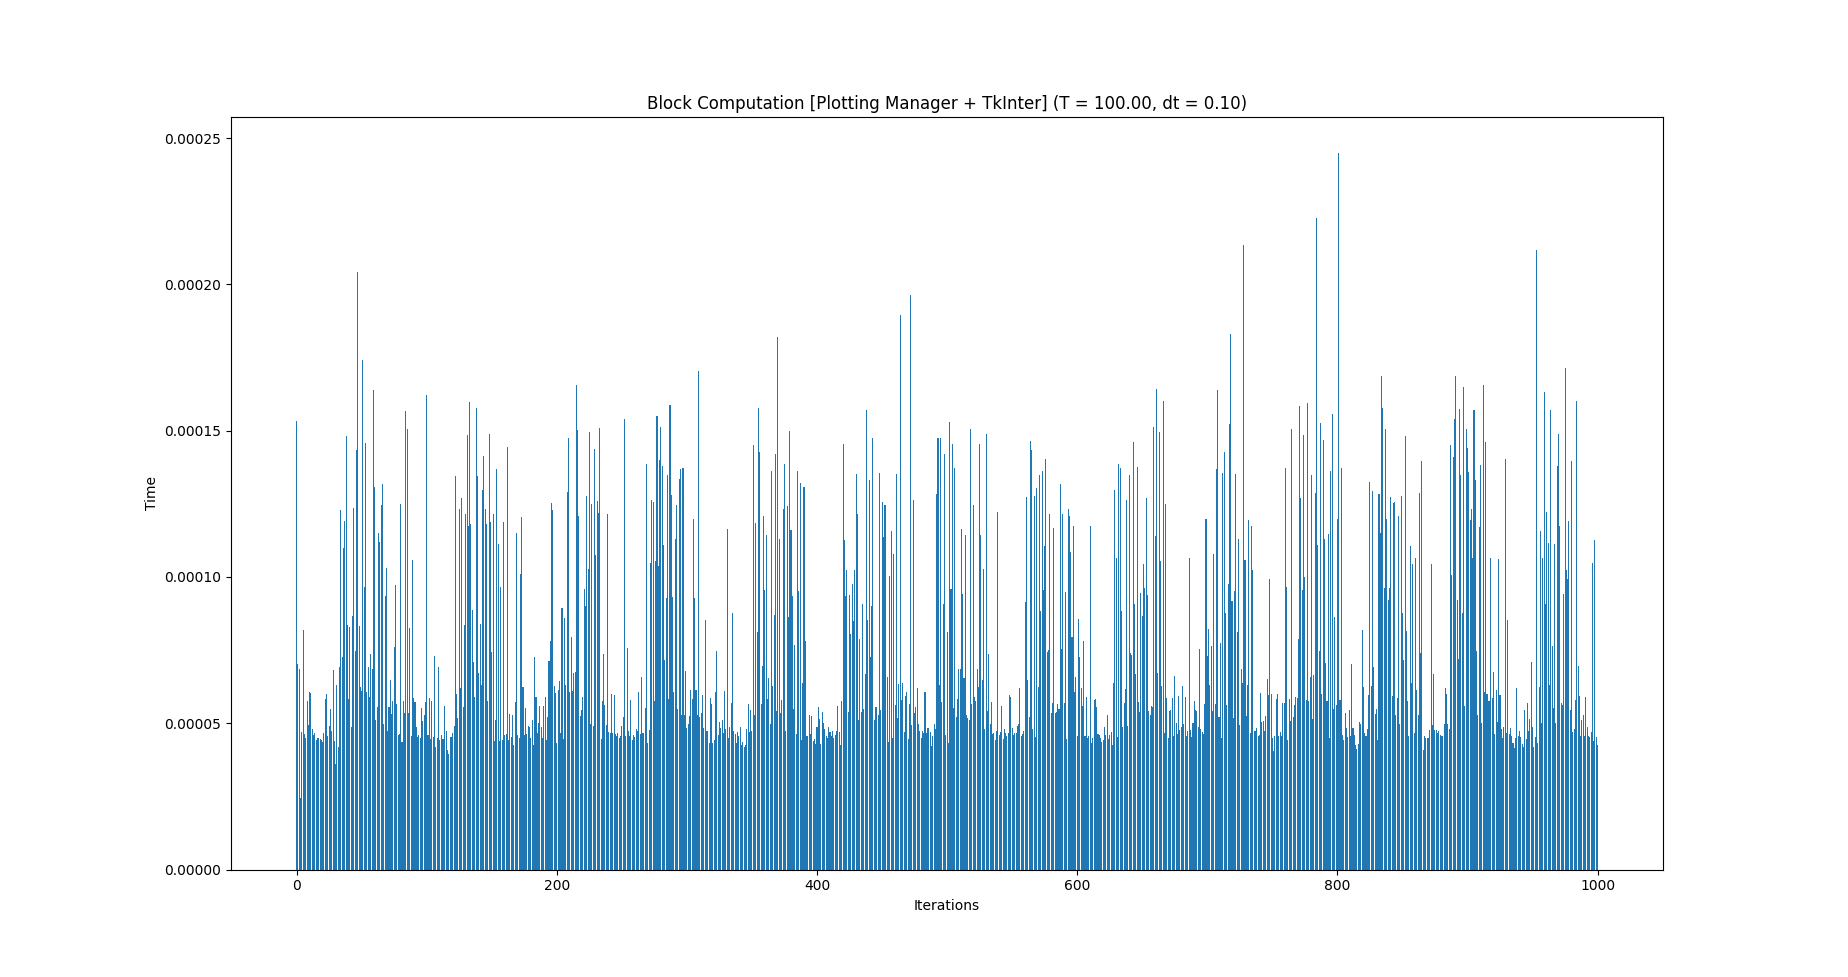 Block Computation [Plotting Manager + TkInter] (T = 100.00, dt = 0.10)
0.00025
0.00020
0.00015
0.00010
0.00005
0.00000
Time
0 200 400 600 800 1000
Iterations